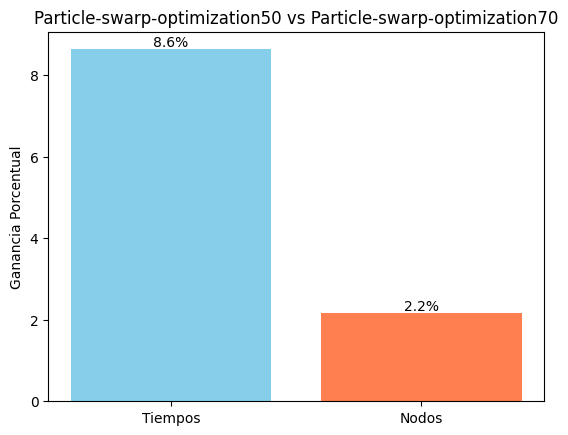 Particle-swarp-optimization50 vs Particle-swarp-optimization70
8.6%
2.2%
Ganancia Porcentual
8
6
4
2
0
Tiempos
Nodos